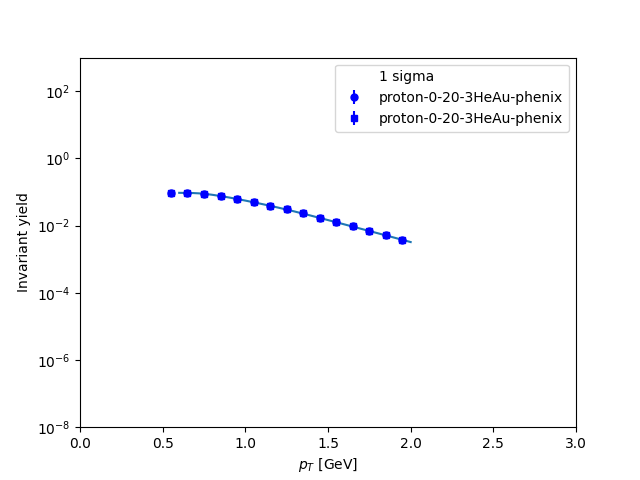 1 sigma
proton-0-20-3HeAu-phenix
proton-0-20-3HeAu-phenix
Invariant yield
10²
10⁰
10⁻²
10⁻⁴
10⁻⁶
10⁻⁸
0.0 0.5 1.0 1.5 2.0 2.5 3.0
p_T [GeV]